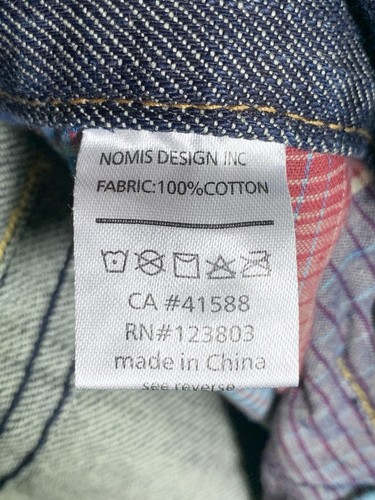 NOMIS DESIGN INC
FABRIC:100%COTTON
CA #41588
RN#123803
made in China
see reverse